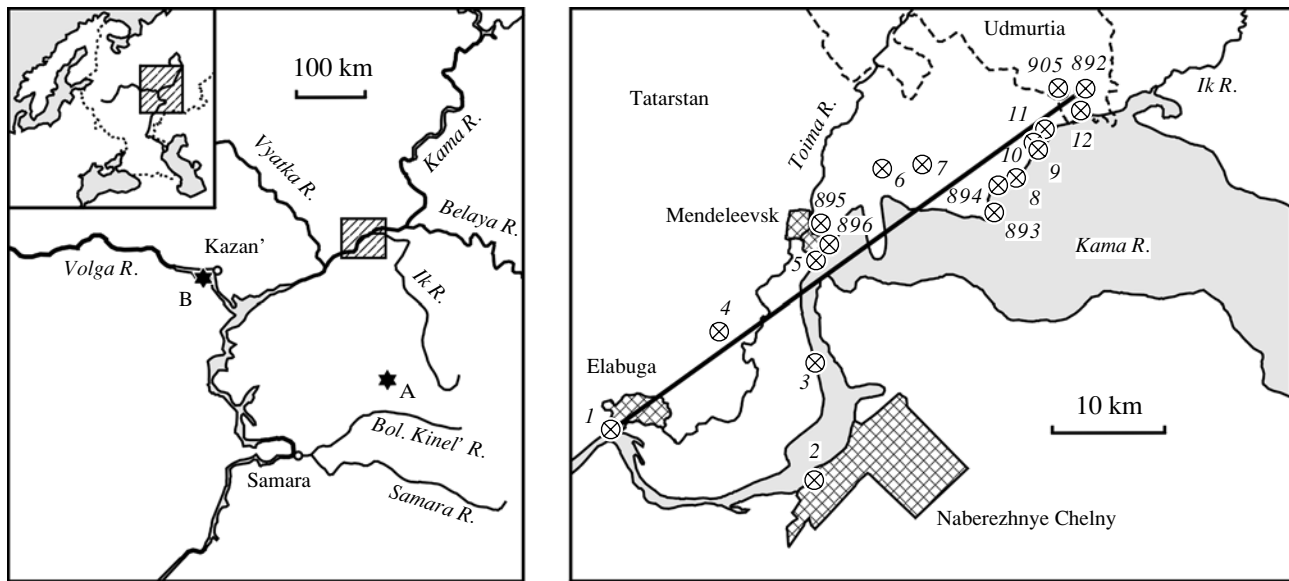 100 km
Vyatka R.
Kama R.
Belaya R.
Kazan'
Volga R.
B
Ik R.
A
Bol. Kinel' R.
Samara
Samara R.
Udmurtia
905 892
Ik R.
Tatarstan
Toima R.
11
12
10
9
7
6
8
894
895
Mendeleevsk
896
893
Kama R.
5
4
Elabuga
3
10 km
1
2
Naberezhnye Chelny